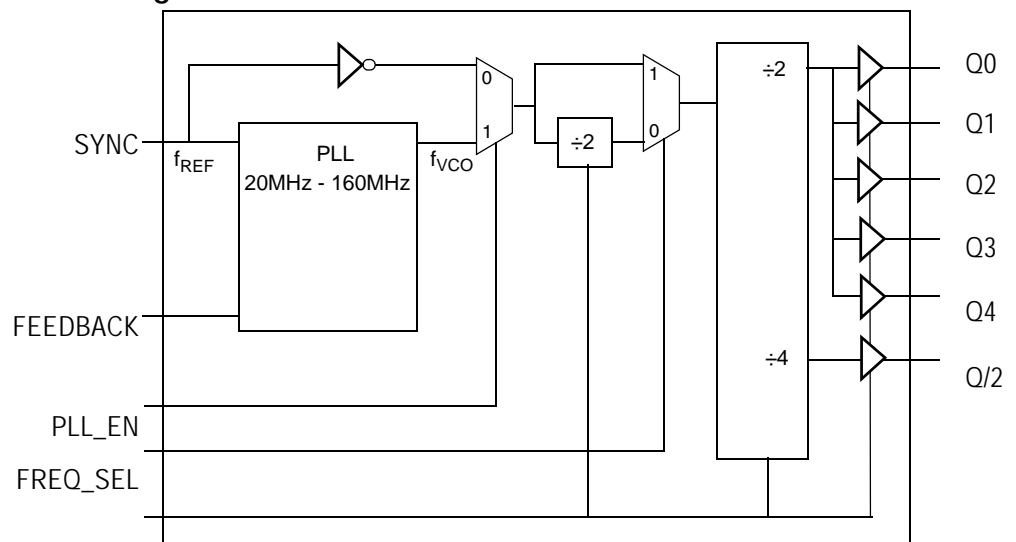 SYNC
fREF
PLL
20MHz - 160MHz
fVCO
0
1
÷2
1
0
÷2
÷4
FEEDBACK
PLL_EN
FREQ_SEL
Q0
Q1
Q2
Q3
Q4
Q/2